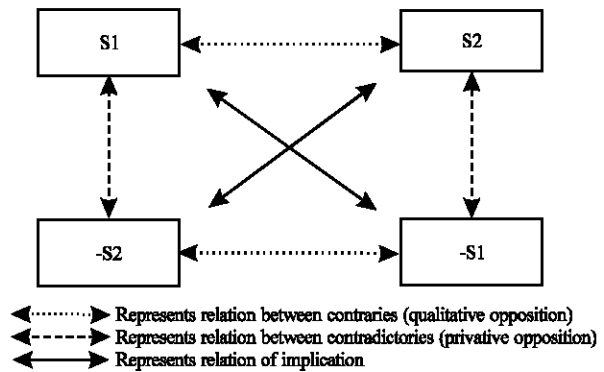 S1 S2
-S2 -S1
Represents relation between contraries (qualitative opposition)
Represents relation between contradictories (privative opposition)
Represents relation of implication